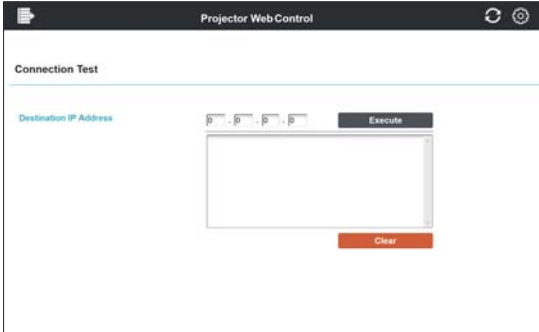 Projector Web Control
Connection Test
Destination IP Address 0 . 0 . 0 . 0 Execute
Clear